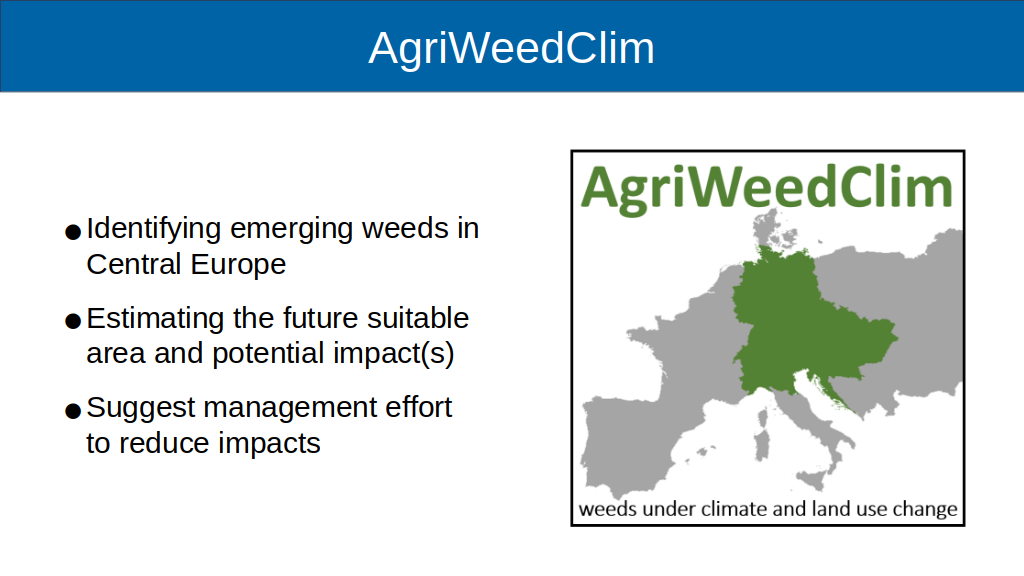 AgriWeedClim
● Identifying emerging weeds in
Central Europe
● Estimating the future suitable
area and potential impact(s)
● Suggest management effort
to reduce impacts
AgriWeedClim
weeds under climate and land use change